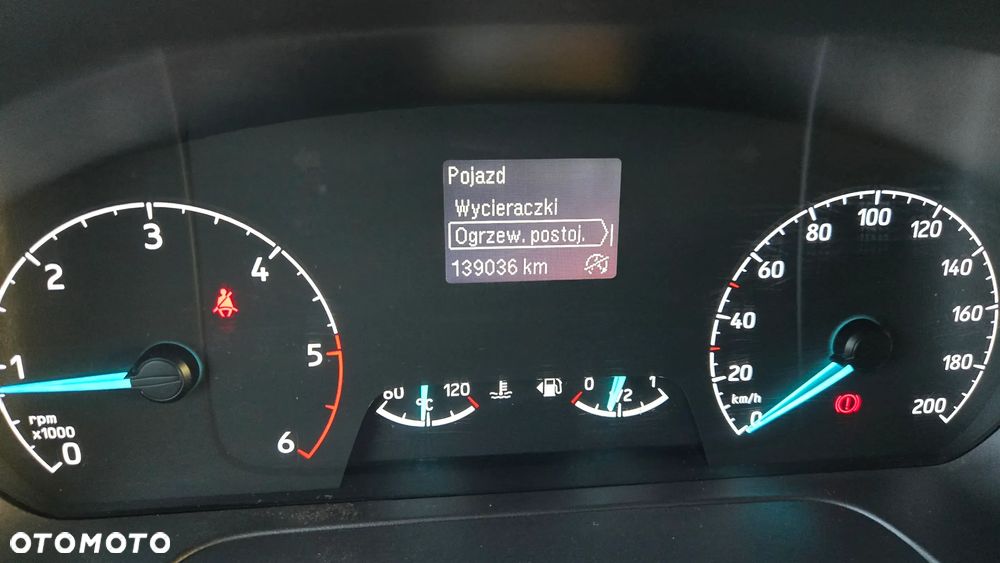 Pojazd
Wycieraczki
Ogrzew. postoj.
139036 km
0 1 2 3 4 5 6
rpm
x1000
120
°C
0 1/2 1
0 20 40 60 80 100 120 140 160 180 200
km/h
OTOMOTO